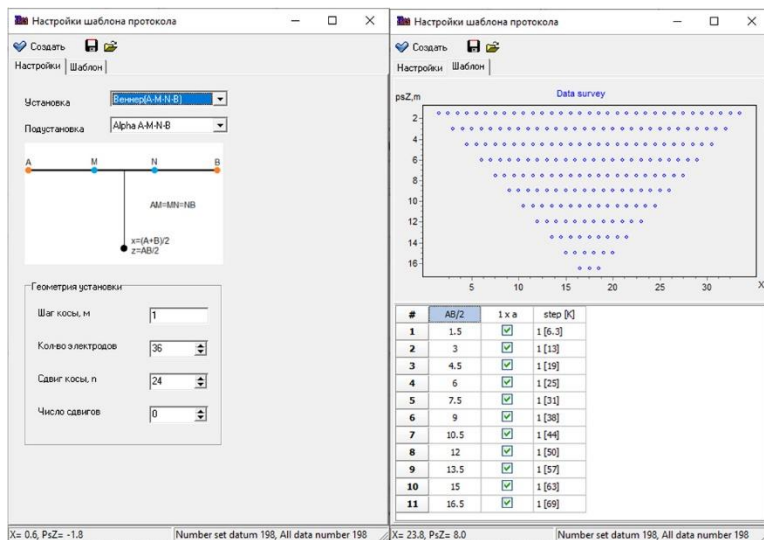 Настройки шаблона протокола
Создать
Настройки Шаблон
Установка Веннер(A-M-N-B)
Подустановка Alpha A-M-N-B
A M N B
AM=MN=NB
x=(A+B)/2
z=AB/2
Геометрия установки
Шаг косы, м 1
Кол-во электродов 36
Сдвиг косы, n 24
Число сдвигов 0
X= 0.6, PsZ= -1.8 Number set datum 198, All data number 198
Настройки шаблона протокола
Создать
Настройки Шаблон
psZ,m Data survey
2
4
6
8
10
12
14
16
5 10 15 20 25 30 X
# AB/2 1 x a step [K]
1 1.5 1 [6.3]
2 3 1 [13]
3 4.5 1 [19]
4 6 1 [25]
5 7.5 1 [31]
6 9 1 [38]
7 10.5 1 [44]
8 12 1 [50]
9 13.5 1 [57]
10 15 1 [63]
11 16.5 1 [69]
X= 23.8, PsZ= 8.0 Number set datum 198, All data number 198